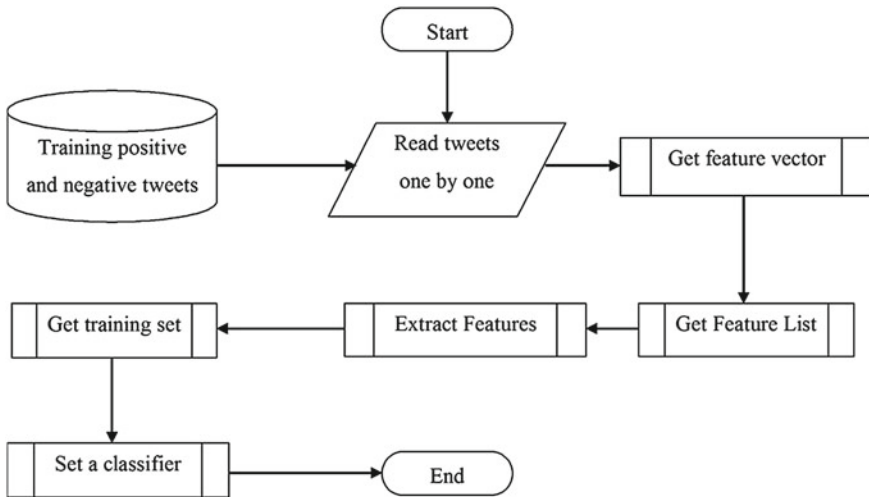 Start
Training positive
and negative tweets
Read tweets
one by one
Get feature vector
Get training set
Extract Features
Get Feature List
Set a classifier
End